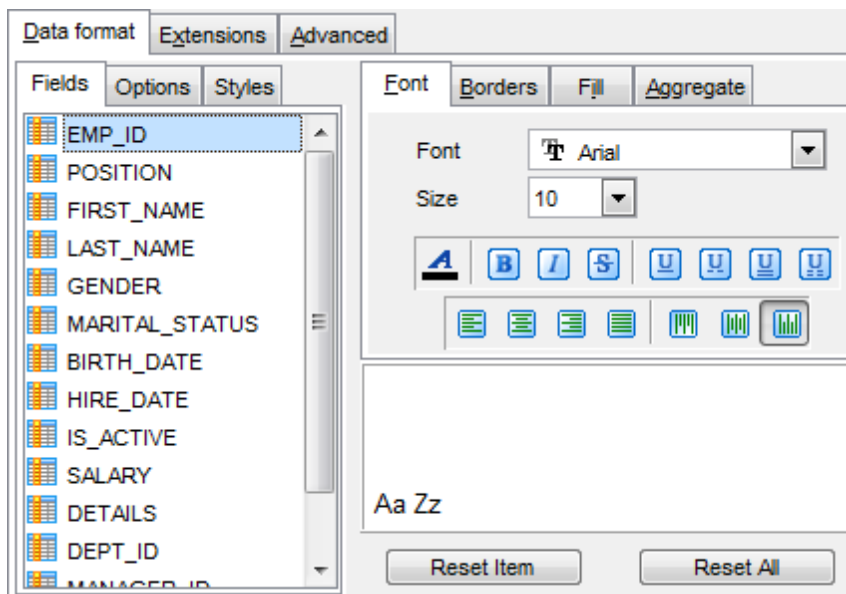 Data format Extensions Advanced
Fields Options Styles
EMP_ID
POSITION
FIRST_NAME
LAST_NAME
GENDER
MARITAL_STATUS
BIRTH_DATE
HIRE_DATE
IS_ACTIVE
SALARY
DETAILS
DEPT_ID
MANAGER_ID
Font Borders Fill Aggregate
Font Arial
Size 10
A B I S U U U U
Aa Zz
Reset Item Reset All